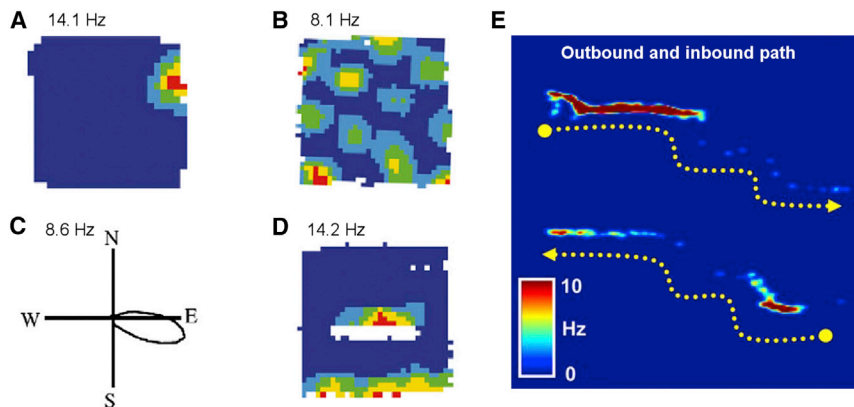 A 14.1 Hz
B 8.1 Hz
C 8.6 Hz
N
W E
S
D 14.2 Hz
E
Outbound and inbound path
10
Hz
0